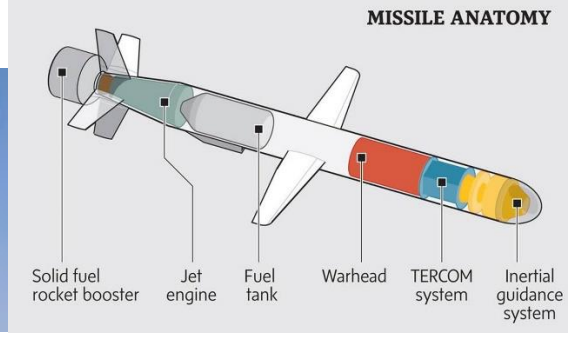 MISSILE ANATOMY
Solid fuel
rocket booster
Jet
engine
Fuel
tank
Warhead
TERCOM
system
Inertial
guidance
system